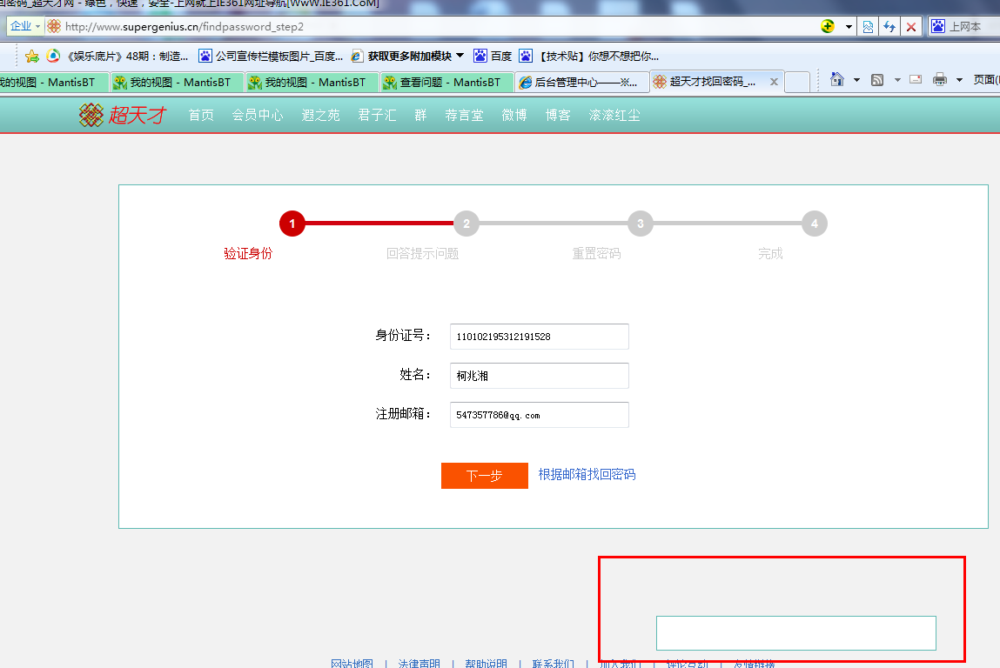 回密码_超天才网 - 绿色，快速，安全-上网就上IE361网址导航[WwW.IE361.CoM]
企业 http://www.supergenius.cn/findpassword_step2 上网本
《娱乐底片》48期：制造... 公司宣传栏模板图片_百度... 获取更多附加模块 百度 【技术贴】你想不想把你...
我的视图 - MantisBT 我的视图 - MantisBT 我的视图 - MantisBT 查看问题 - MantisBT 后台管理中心——※... 超天才找回密码_... 页面(
超天才 首页 会员中心 遐之苑 君子汇 群 荐言堂 微博 博客 滚滚红尘
1 2 3 4
验证身份 回答提示问题 重置密码 完成
身份证号： 110102195312191528
姓名： 柯兆湘
注册邮箱： 547357786@qq.com
下一步 根据邮箱找回密码
网站地图 | 法律声明 | 帮助说明 | 联系我们 | 加入我们 | 评论互动 | 友情链接